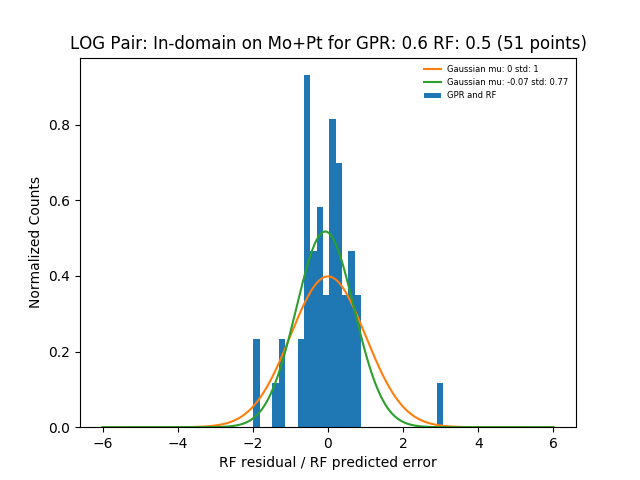 LOG Pair: In-domain on Mo+Pt for GPR: 0.6 RF: 0.5 (51 points)
Gaussian mu: 0 std: 1
Gaussian mu: -0.07 std: 0.77
GPR and RF
Normalized Counts
0.8
0.6
0.4
0.2
0.0
−6
−4
−2
0
2
4
6
RF residual / RF predicted error